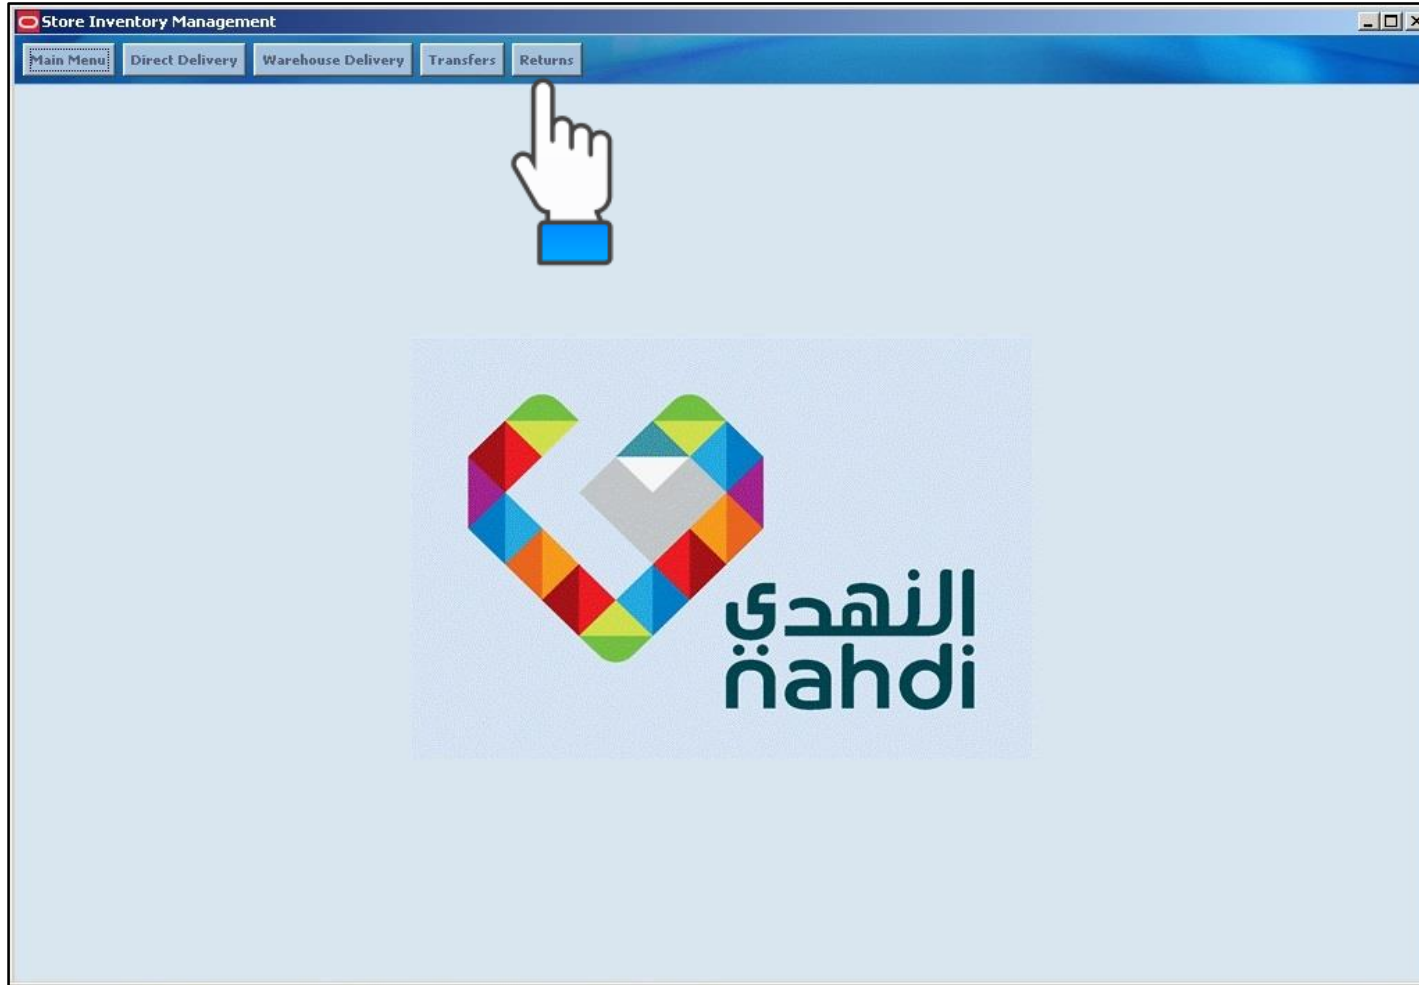 Store Inventory Management
Main Menu Direct Delivery Warehouse Delivery Transfers Returns
النهدي
nahdi